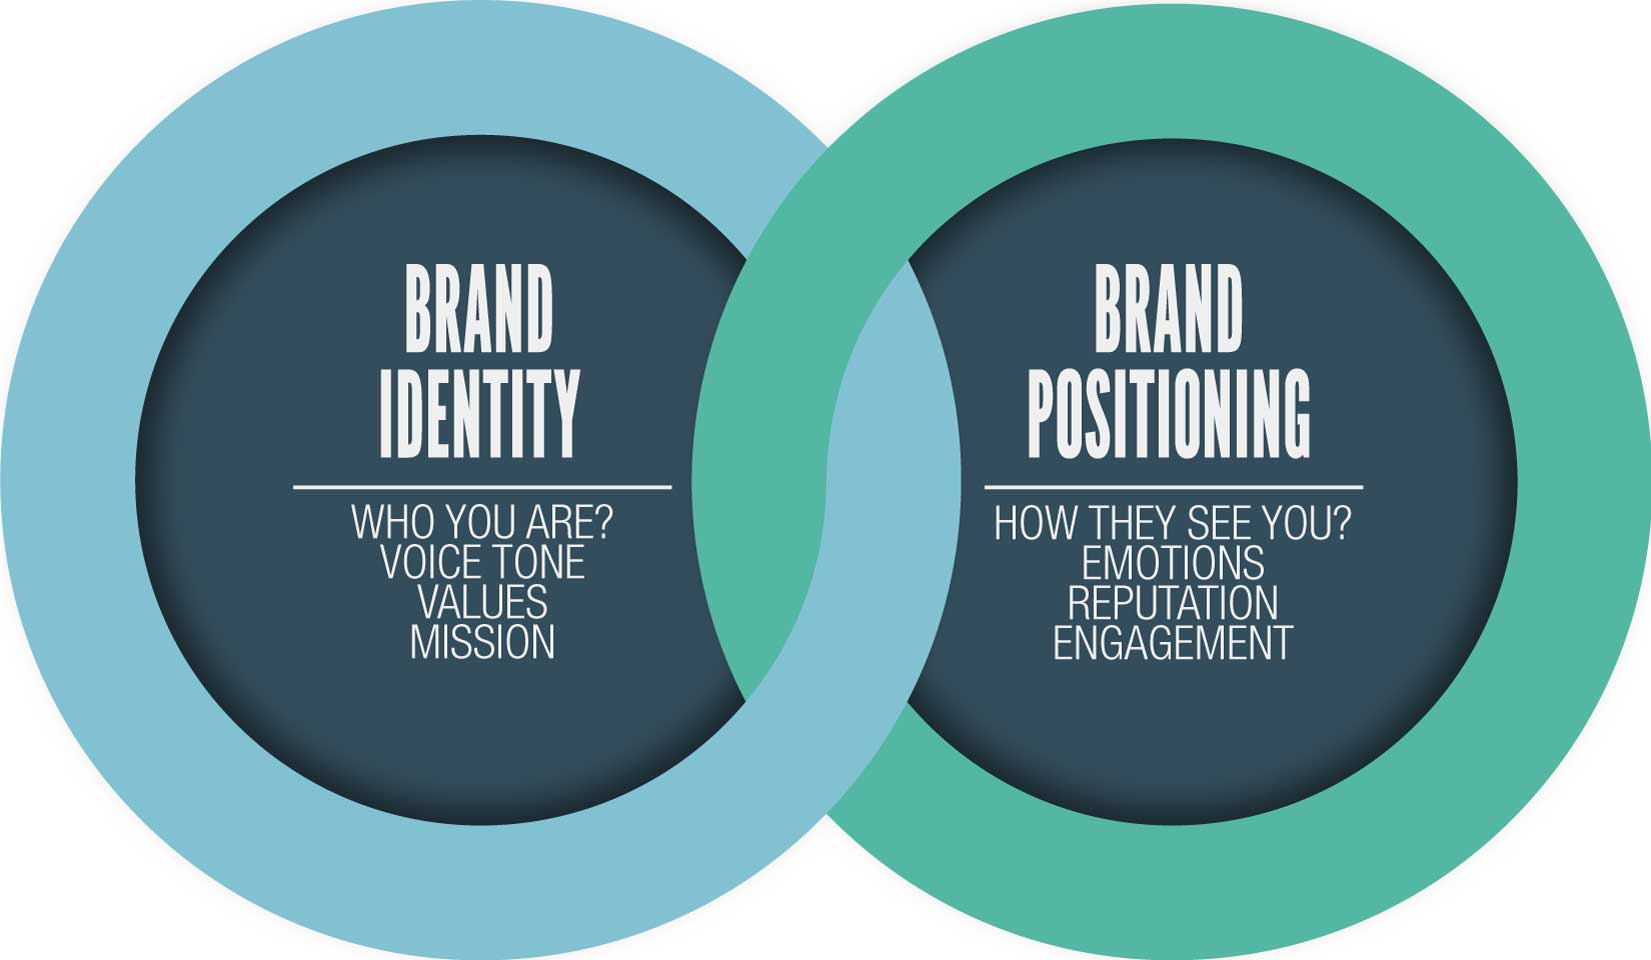 BRAND
IDENTITY
WHO YOU ARE?
VOICE TONE
VALUES
MISSION
BRAND
POSITIONING
HOW THEY SEE YOU?
EMOTIONS
REPUTATION
ENGAGEMENT